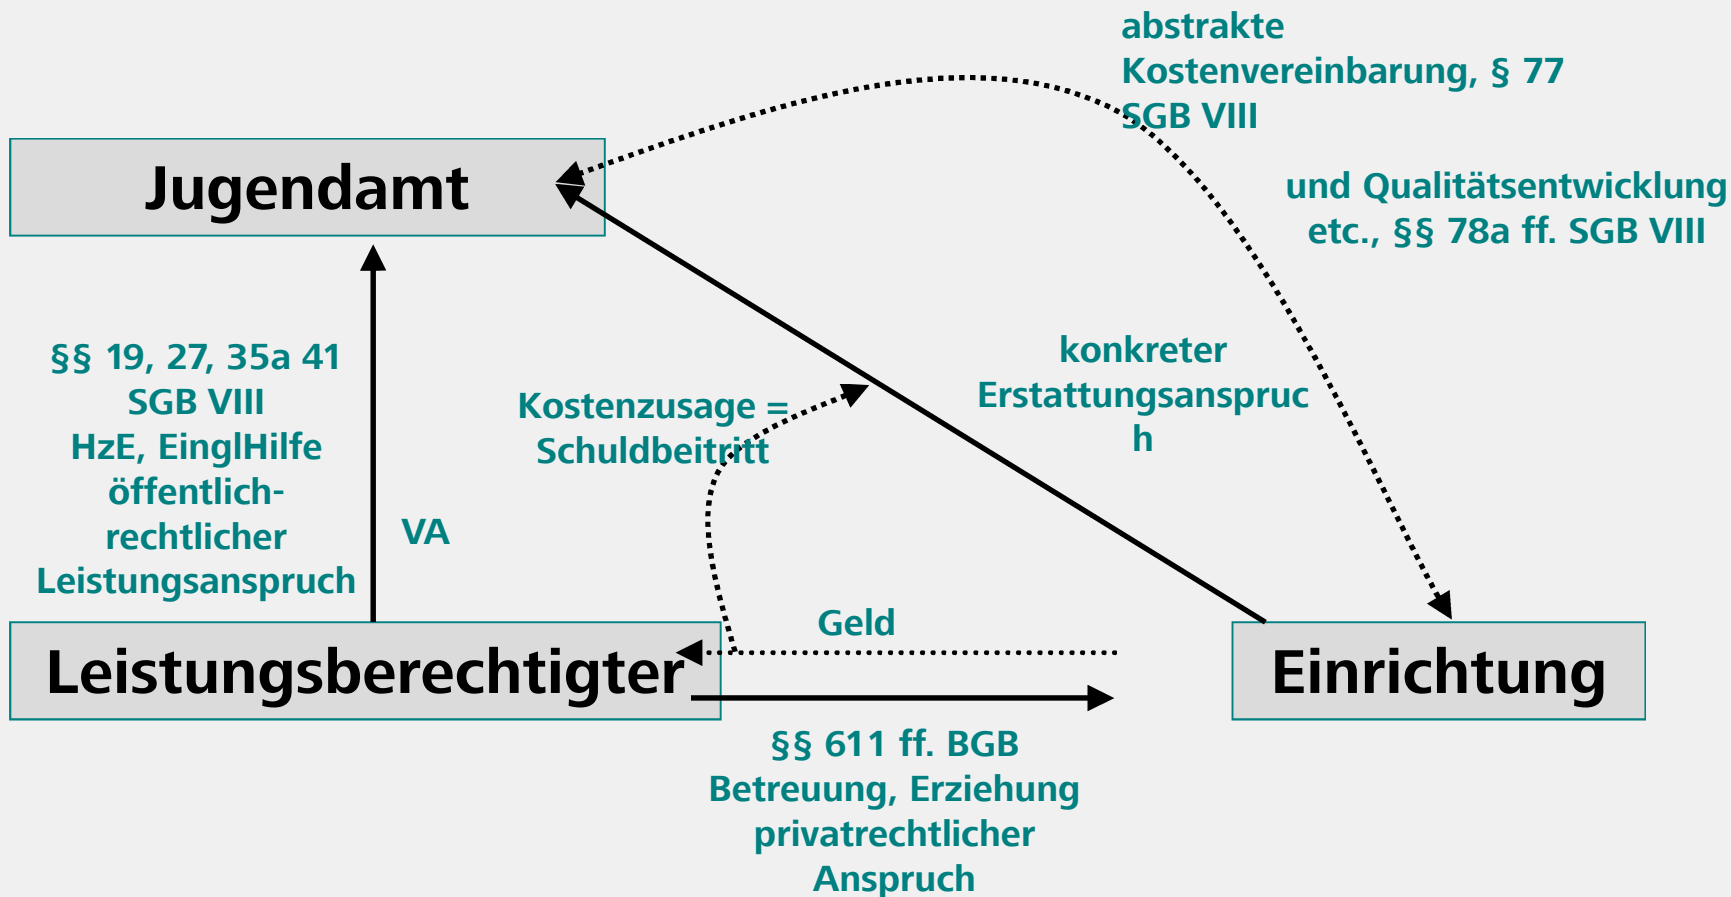 abstrakte
Kostenvereinbarung, § 77
SGB VIII
Jugendamt
und Qualitätsentwicklung
etc., §§ 78a ff. SGB VIII
§§ 19, 27, 35a 41
SGB VIII
HzE, EinglHilfe
öffentlich-
rechtlicher
Leistungsanspruch
VA
Kostenzusage =
Schuldbeitritt
konkreter
Erstattungsanspruc
h
Geld
Leistungsberechtigter
Einrichtung
§§ 611 ff. BGB
Betreuung, Erziehung
privatrechtlicher
Anspruch